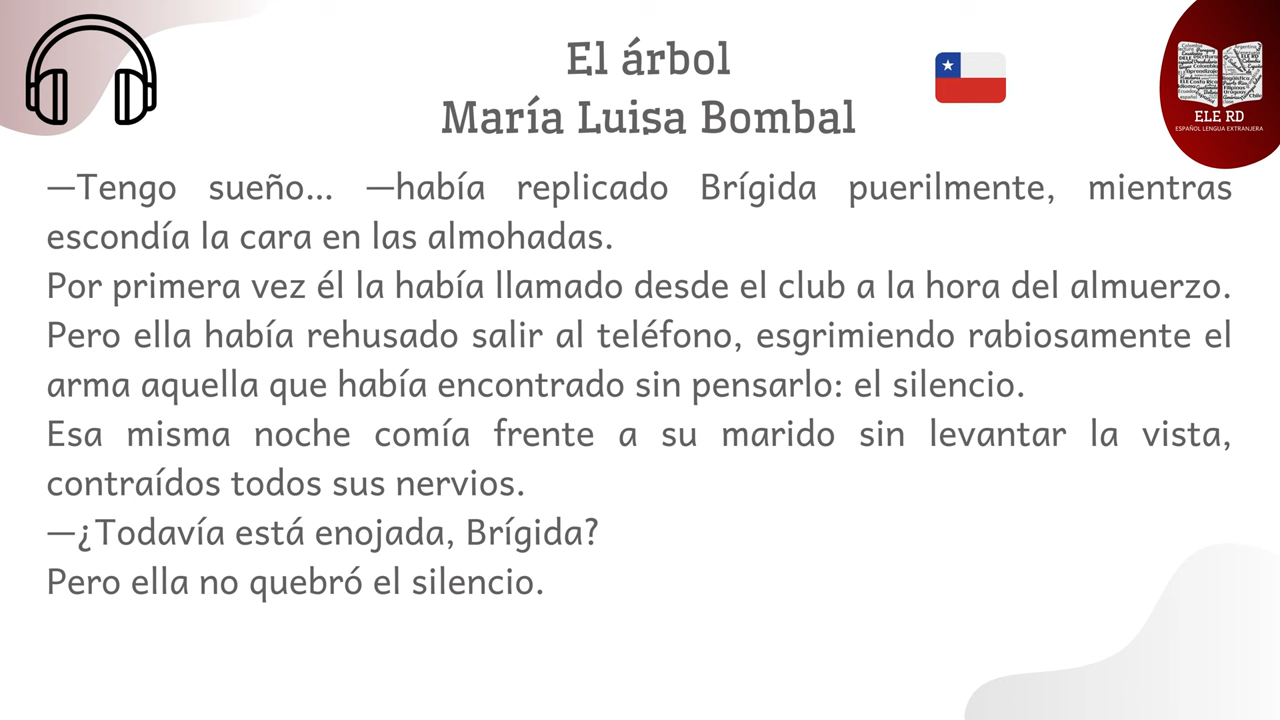 El árbol
María Luisa Bombal
ELE RD
ESPAÑOL LENGUA EXTRANJERA
—Tengo sueño... —había replicado Brígida puerilmente, mientras
escondía la cara en las almohadas.
Por primera vez él la había llamado desde el club a la hora del almuerzo.
Pero ella había rehusado salir al teléfono, esgrimiendo rabiosamente el
arma aquella que había encontrado sin pensarlo: el silencio.
Esa misma noche comía frente a su marido sin levantar la vista,
contraídos todos sus nervios.
—¿Todavía está enojada, Brígida?
Pero ella no quebró el silencio.